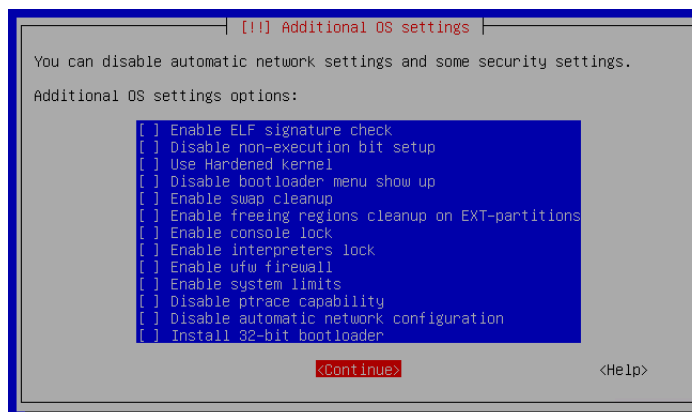 [!!] Additional OS settings
You can disable automatic network settings and some security settings.
Additional OS settings options:
[ ] Enable ELF signature check
[ ] Disable non-execution bit setup
[ ] Use Hardened kernel
[ ] Disable bootloader menu show up
[ ] Enable swap cleanup
[ ] Enable freeing regions cleanup on EXT-partitions
[ ] Enable console lock
[ ] Enable interpreters lock
[ ] Enable ufw firewall
[ ] Enable system limits
[ ] Disable ptrace capability
[ ] Disable automatic network configuration
[ ] Install 32-bit bootloader
<Continue> <Help>